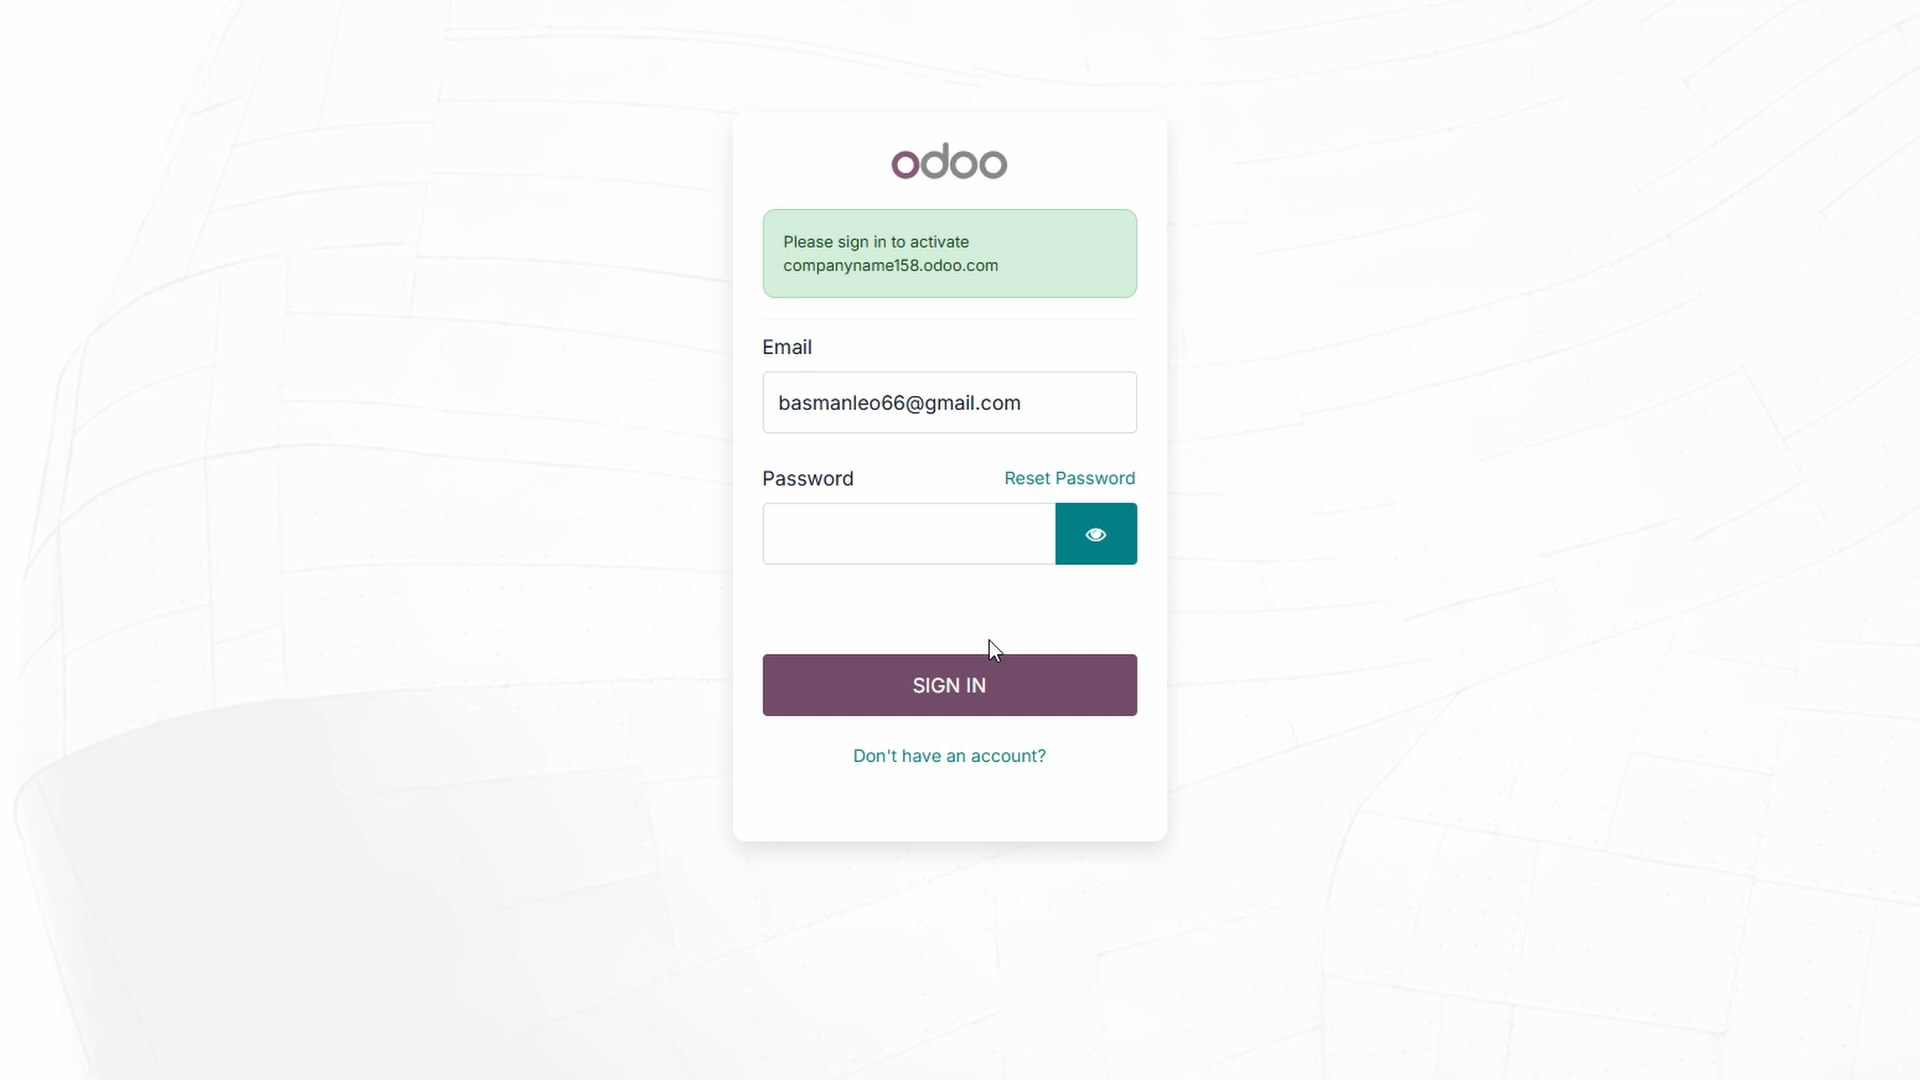 odoo
Please sign in to activate
companyname158.odoo.com
Email
basmanleo66@gmail.com
Password
Reset Password
SIGN IN
Don't have an account?